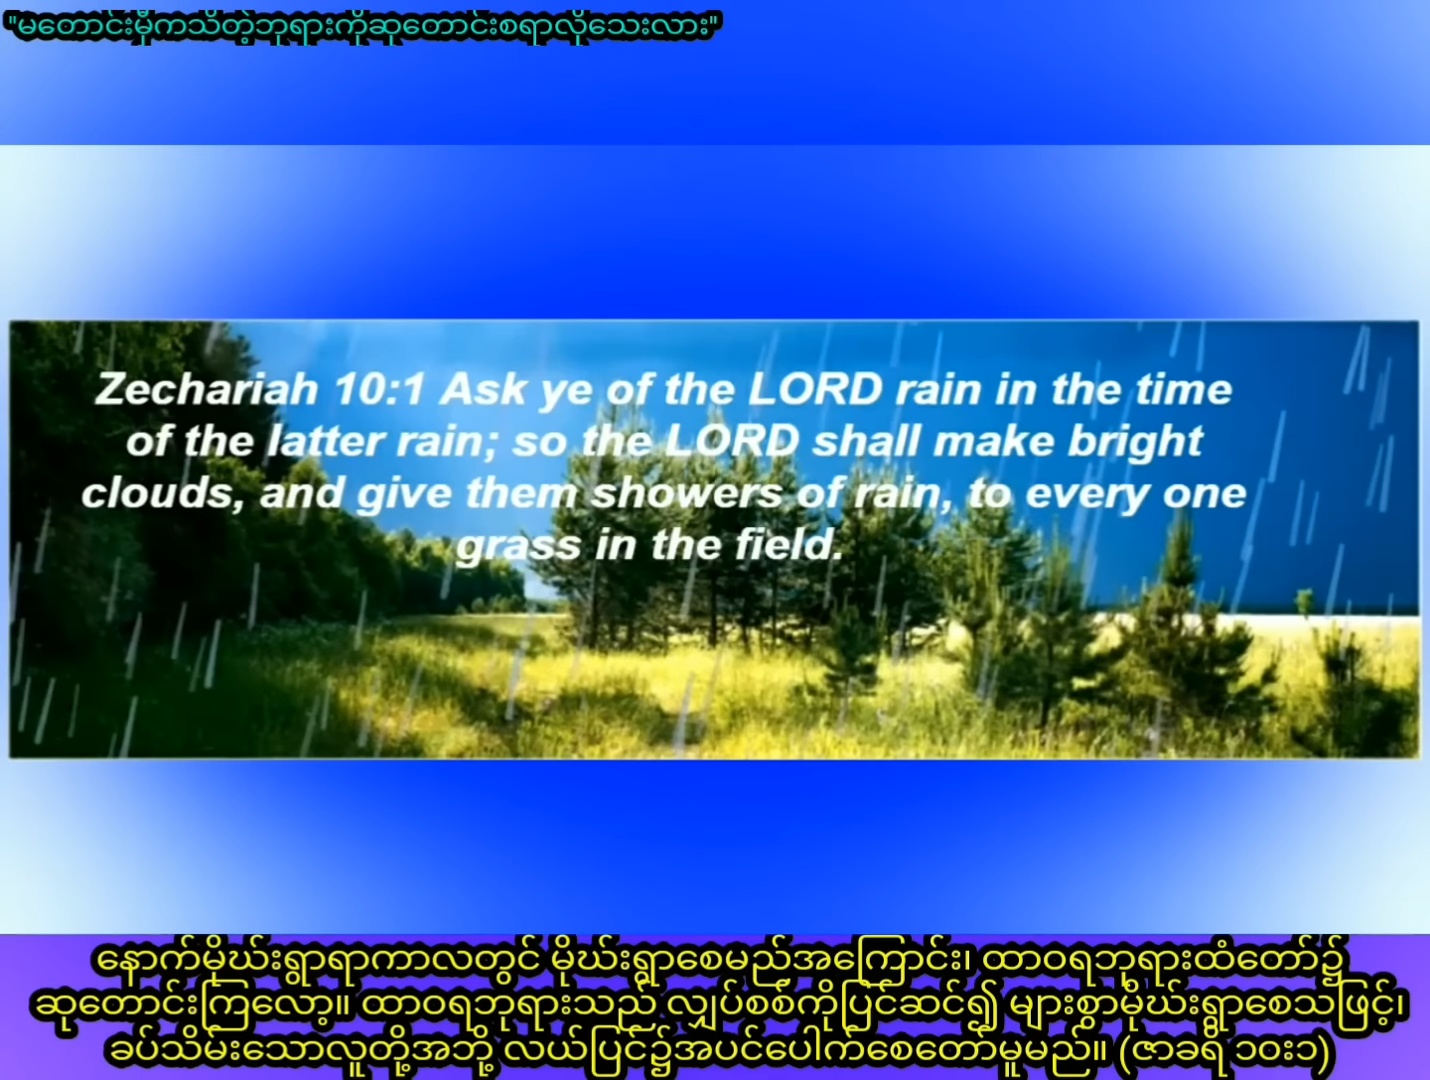 "မတောင်းမှီကသိတဲ့ဘုရားကိုဆုတောင်းစရာလိုသေးလား"
Zechariah 10:1 Ask ye of the LORD rain in the time
of the latter rain; so the LORD shall make bright
clouds, and give them showers of rain, to every one
grass in the field.
နောက်မိုဃ်းရွာရာကာလတွင် မိုဃ်းရွာစေမည်အကြောင်း၊ ထာဝရဘုရားထံတော်၌
ဆုတောင်းကြလော့။ ထာဝရဘုရားသည် လျှပ်စစ်ကိုပြင်ဆင်၍ များစွာမိုဃ်းရွာစေသဖြင့်၊
ခပ်သိမ်းသောလူတို့အဘို့ လယ်ပြင်၌အပင်ပေါက်စေတော်မူမည်။ (ဇာခရိ ၁၀း၁)